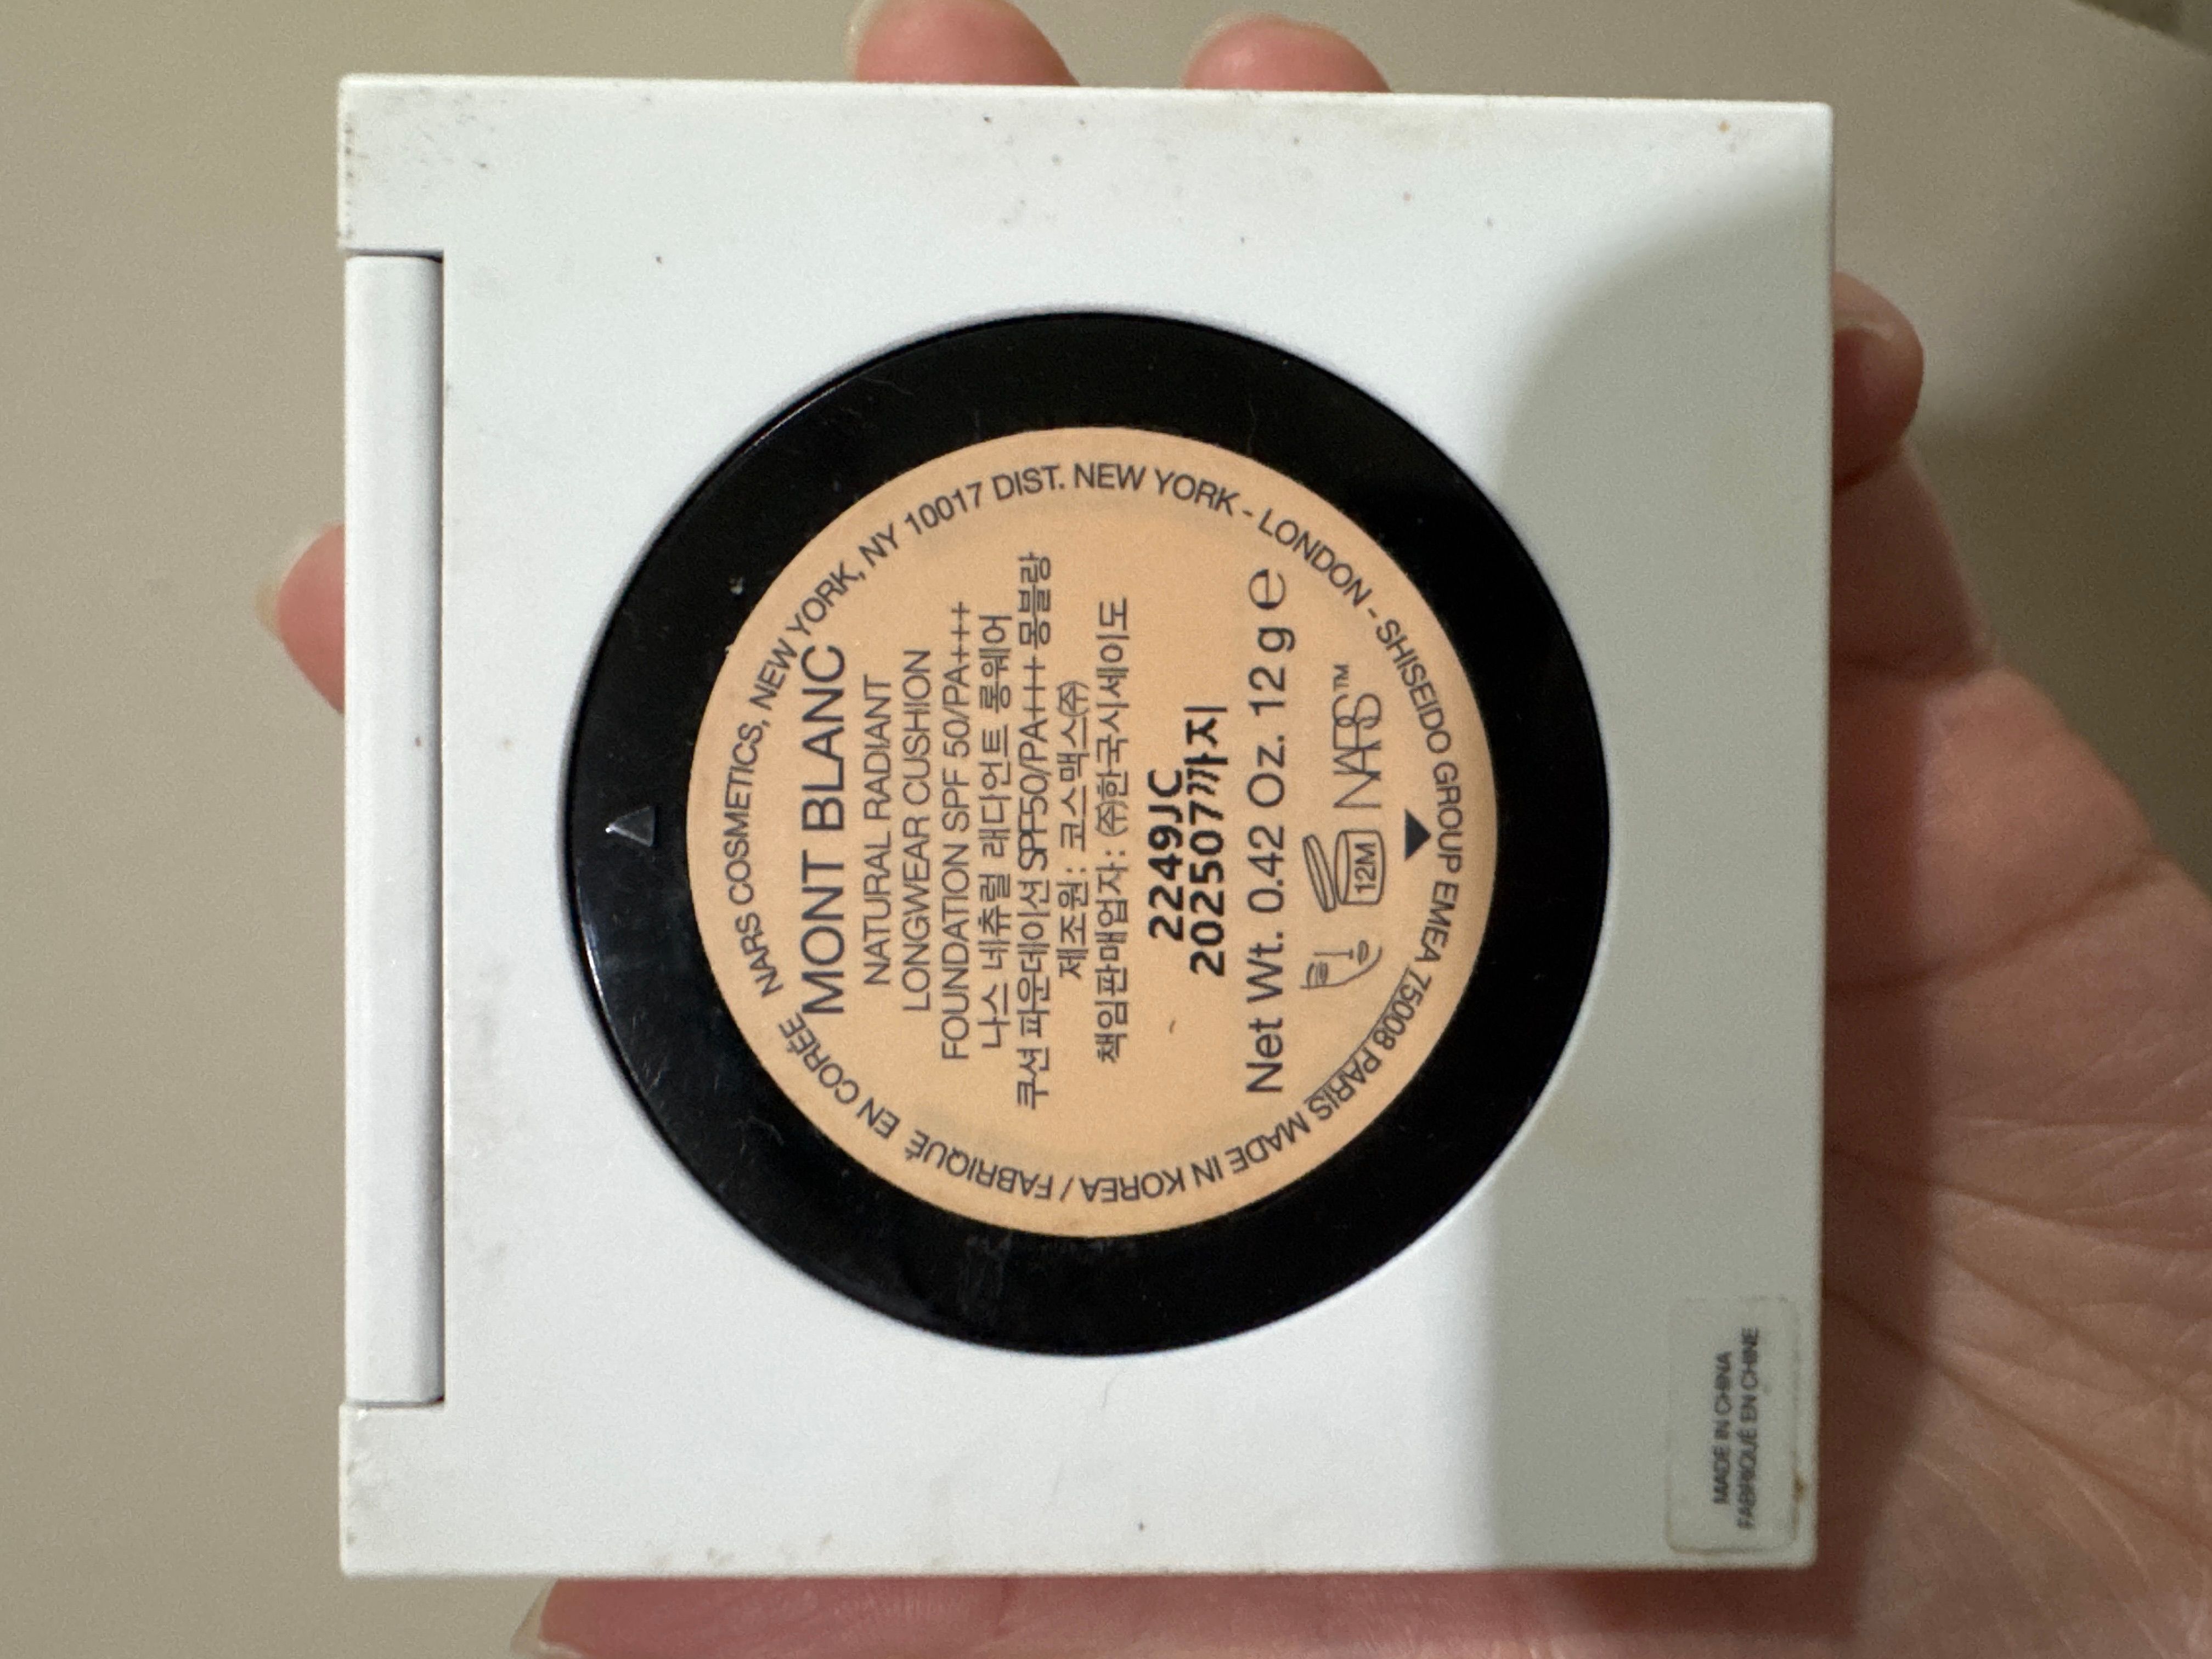 NARS COSMETICS, NEW YORK, NY 10017 DIST. NEW YORK - LONDON - SHISEIDO GROUP EMEA 75008 PARIS MADE IN KOREA / FABRIQUÉ EN CORÉE
MONT BLANC
NATURAL RADIANT
LONGWEAR CUSHION
FOUNDATION SPF 50/PA+++
나스 네츄럴 래디언트 롱웨어
쿠션 파운데이션 SPF50/PA+++ 몽블랑
제조원 : 코스맥스㈜
책임판매업자 : ㈜한국시세이도
2249JC
202507까지
Net Wt. 0.42 Oz. 12 g ℮
12M NARS™
MADE IN CHINA
FABRIQUÉ EN CHINE